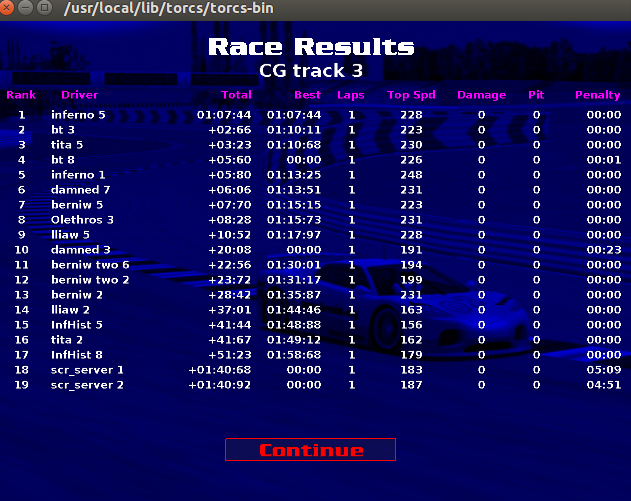 /usr/local/lib/torcs/torcs-bin
Race Results
CG track 3
Rank Driver Total Best Laps Top Spd Damage Pit Penalty
1 inferno 5 01:07:44 01:07:44 1 228 0 0 00:00
2 bt 3 +02:66 01:10:11 1 223 0 0 00:00
3 tita 5 +03:23 01:10:68 1 230 0 0 00:00
4 bt 8 +05:60 00:00 1 226 0 0 00:01
5 inferno 1 +05:80 01:13:25 1 248 0 0 00:00
6 damned 7 +06:06 01:13:51 1 231 0 0 00:00
7 berniw 5 +07:70 01:15:15 1 223 0 0 00:00
8 Olethros 3 +08:28 01:15:73 1 231 0 0 00:00
9 lliaw 5 +10:52 01:17:97 1 228 0 0 00:00
10 damned 3 +20:08 00:00 1 191 0 0 00:23
11 berniw two 6 +22:56 01:30:01 1 194 0 0 00:00
12 berniw two 2 +23:72 01:31:17 1 199 0 0 00:00
13 berniw 2 +28:42 01:35:87 1 231 0 0 00:00
14 lliaw 2 +37:01 01:44:46 1 163 0 0 00:00
15 InfHist 5 +41:44 01:48:88 1 156 0 0 00:00
16 tita 2 +41:67 01:49:12 1 162 0 0 00:00
17 InfHist 8 +51:23 01:58:68 1 179 0 0 00:00
18 scr_server 1 +01:40:68 00:00 1 183 0 0 05:09
19 scr_server 2 +01:40:92 00:00 1 187 0 0 04:51
Continue